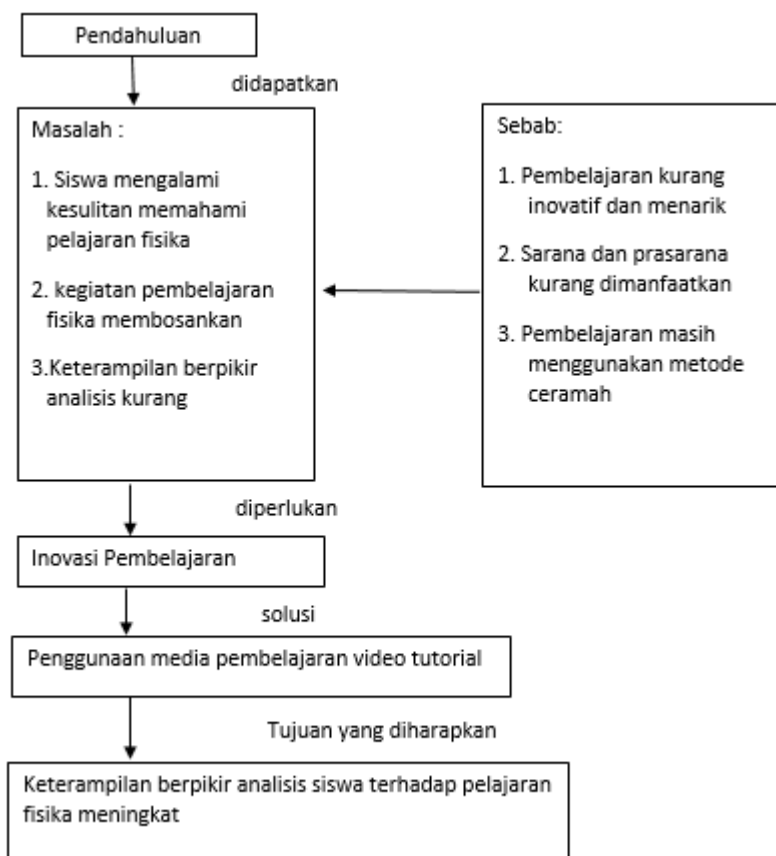 Pendahuluan
didapatkan
Masalah :
1. Siswa mengalami
kesulitan memahami
pelajaran fisika
2. kegiatan pembelajaran
fisika membosankan
3.Keterampilan berpikir
analisis kurang
Sebab:
1. Pembelajaran kurang
inovatif dan menarik
2. Sarana dan prasarana
kurang dimanfaatkan
3. Pembelajaran masih
menggunakan metode
ceramah
diperlukan
Inovasi Pembelajaran
solusi
Penggunaan media pembelajaran video tutorial
Tujuan yang diharapkan
Keterampilan berpikir analisis siswa terhadap pelajaran
fisika meningkat